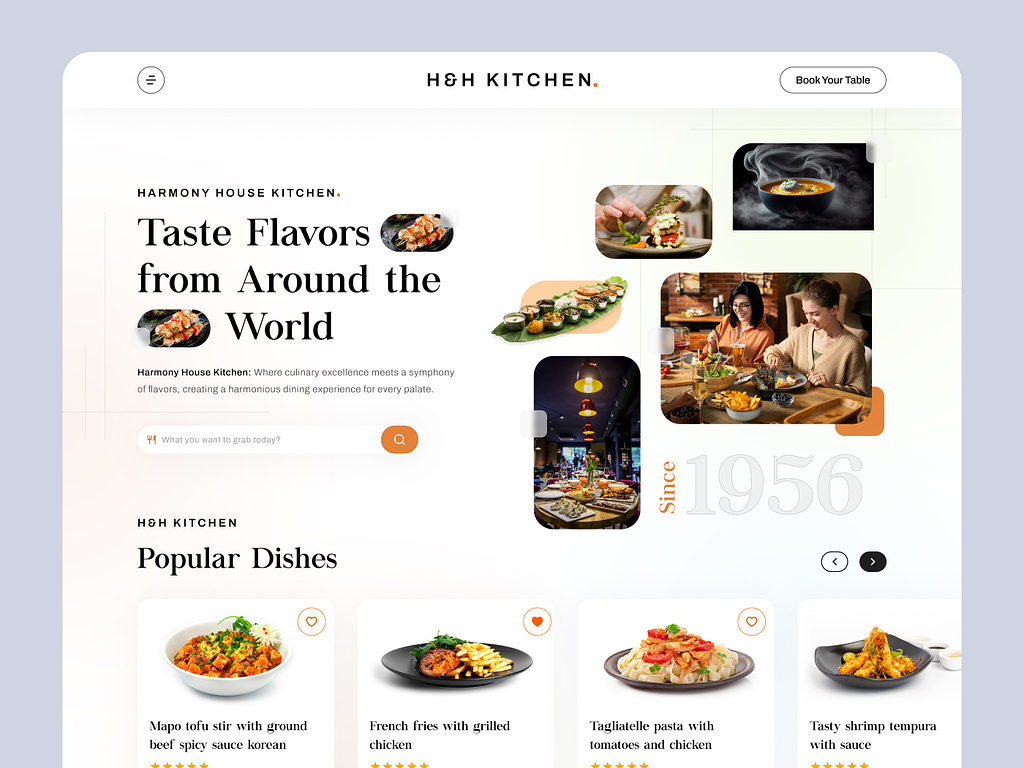 H&H KITCHEN.
Book Your Table
HARMONY HOUSE KITCHEN.
Taste Flavors
from Around the
World
Harmony House Kitchen: Where culinary excellence meets a symphony
of flavors, creating a harmonious dining experience for every palate.
What you want to grab today?
Since 1956
H&H KITCHEN
Popular Dishes
Mapo tofu stir with ground
beef spicy sauce korean
French fries with grilled
chicken
Tagliatelle pasta with
tomatoes and chicken
Tasty shrimp tempura
with sauce